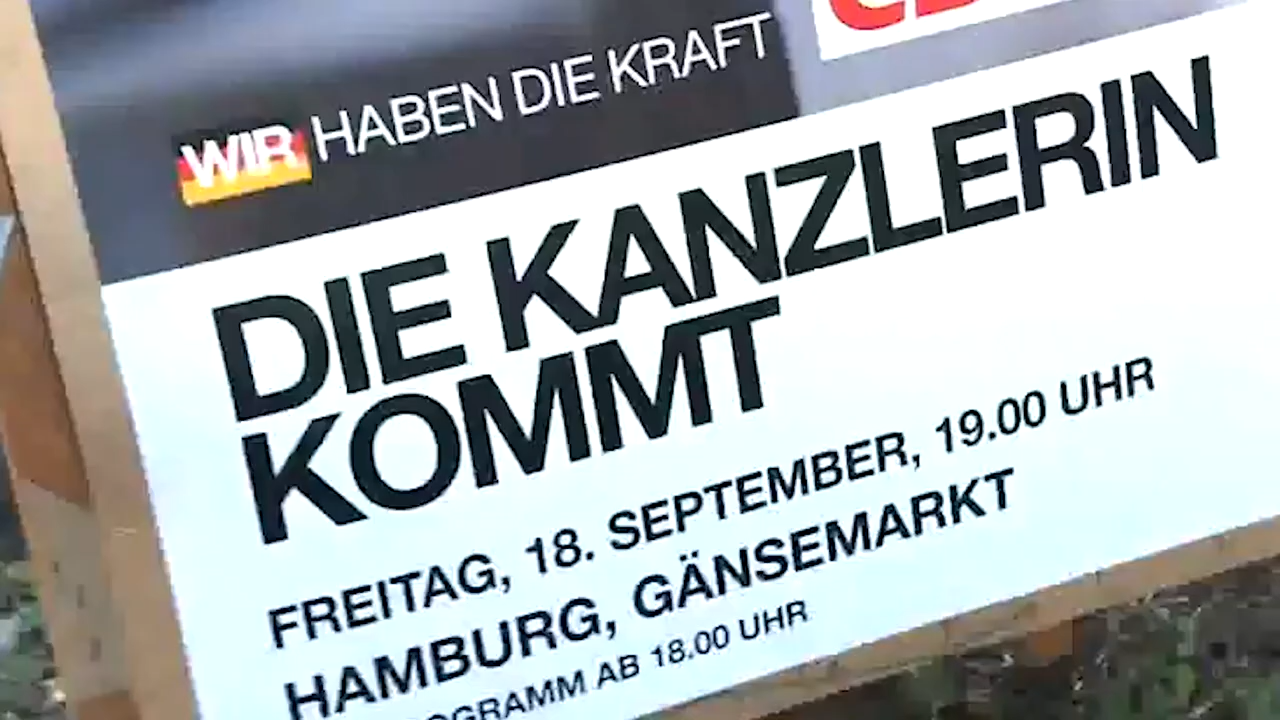 WIR HABEN DIE KRAFT
DIE KANZLERIN
KOMMT
FREITAG, 18. SEPTEMBER, 19.00 UHR
HAMBURG, GÄNSEMARKT
AB 18.00 UHR